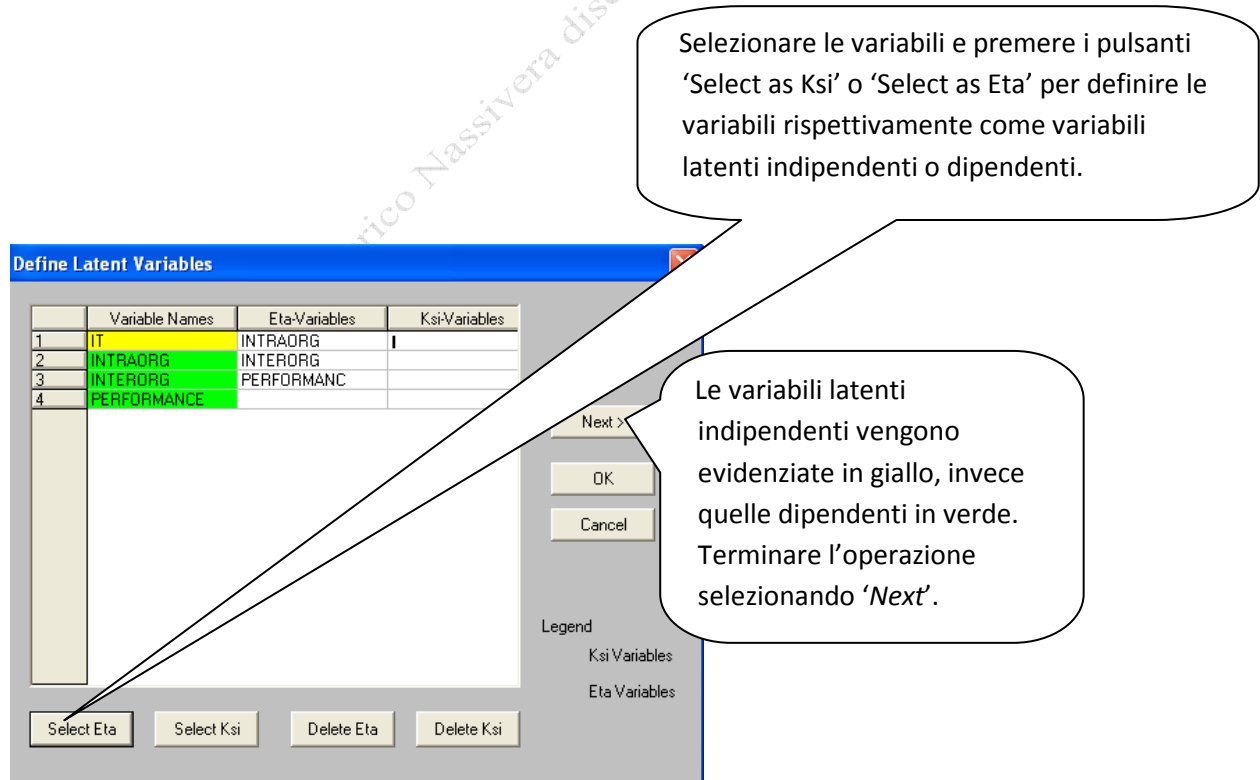 Selezionare le variabili e premere i pulsanti
‘Select as Ksi’ o ‘Select as Eta’ per definire le
variabili rispettivamente come variabili
latenti indipendenti o dipendenti.
Nassivera
Define Latent Variables
Variable Names Eta-Variables Ksi-Variables
1 IT INTRAORG I
2 INTRAORG INTERORG
3 INTERORG PERFORMANC
4 PERFORMANCE
Le variabili latenti
indipendenti vengono
evidenziate in giallo, invece
quelle dipendenti in verde.
Terminare l’operazione
selezionando ‘Next’.
Next >
OK
Cancel
Legend
Ksi Variables
Eta Variables
Select Eta Select Ksi Delete Eta Delete Ksi